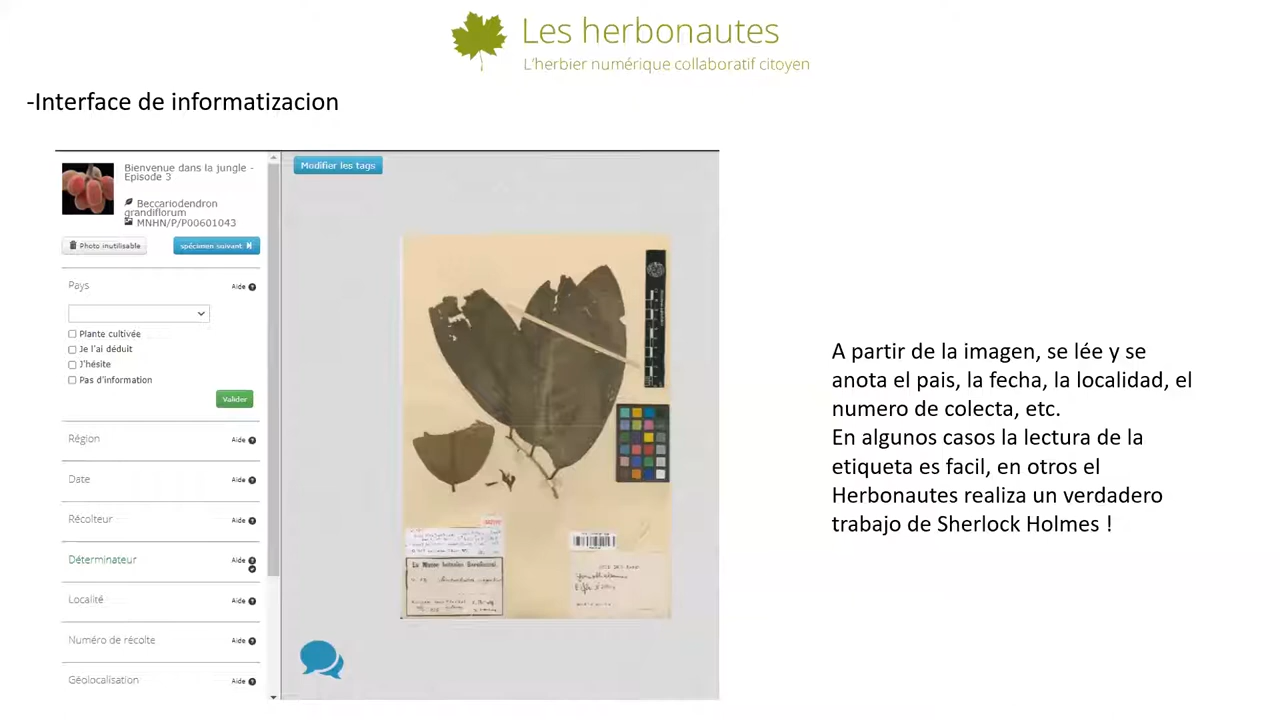 Les herbonautes
L'herbier numérique collaboratif citoyen
-Interface de informatizacion
Bienvenue dans la jungle -
Episode 3
Beccariodendron
grandiflorum
MNHN/P/P00601043
Photo inutilisable
spécimen suivant
Pays
Aide
Plante cultivée
Je l'ai déduit
J'hésite
Pas d'information
Valider
Région
Aide
Date
Aide
Récolteur
Aide
Déterminateur
Aide
Localité
Aide
Numéro de récolte
Aide
Géolocalisation
Aide
Modifier les tags
A partir de la imagen, se lée y se
anota el pais, la fecha, la localidad, el
numero de colecta, etc.
En algunos casos la lectura de la
etiqueta es facil, en otros el
Herbonautes realiza un verdadero
trabajo de Sherlock Holmes !